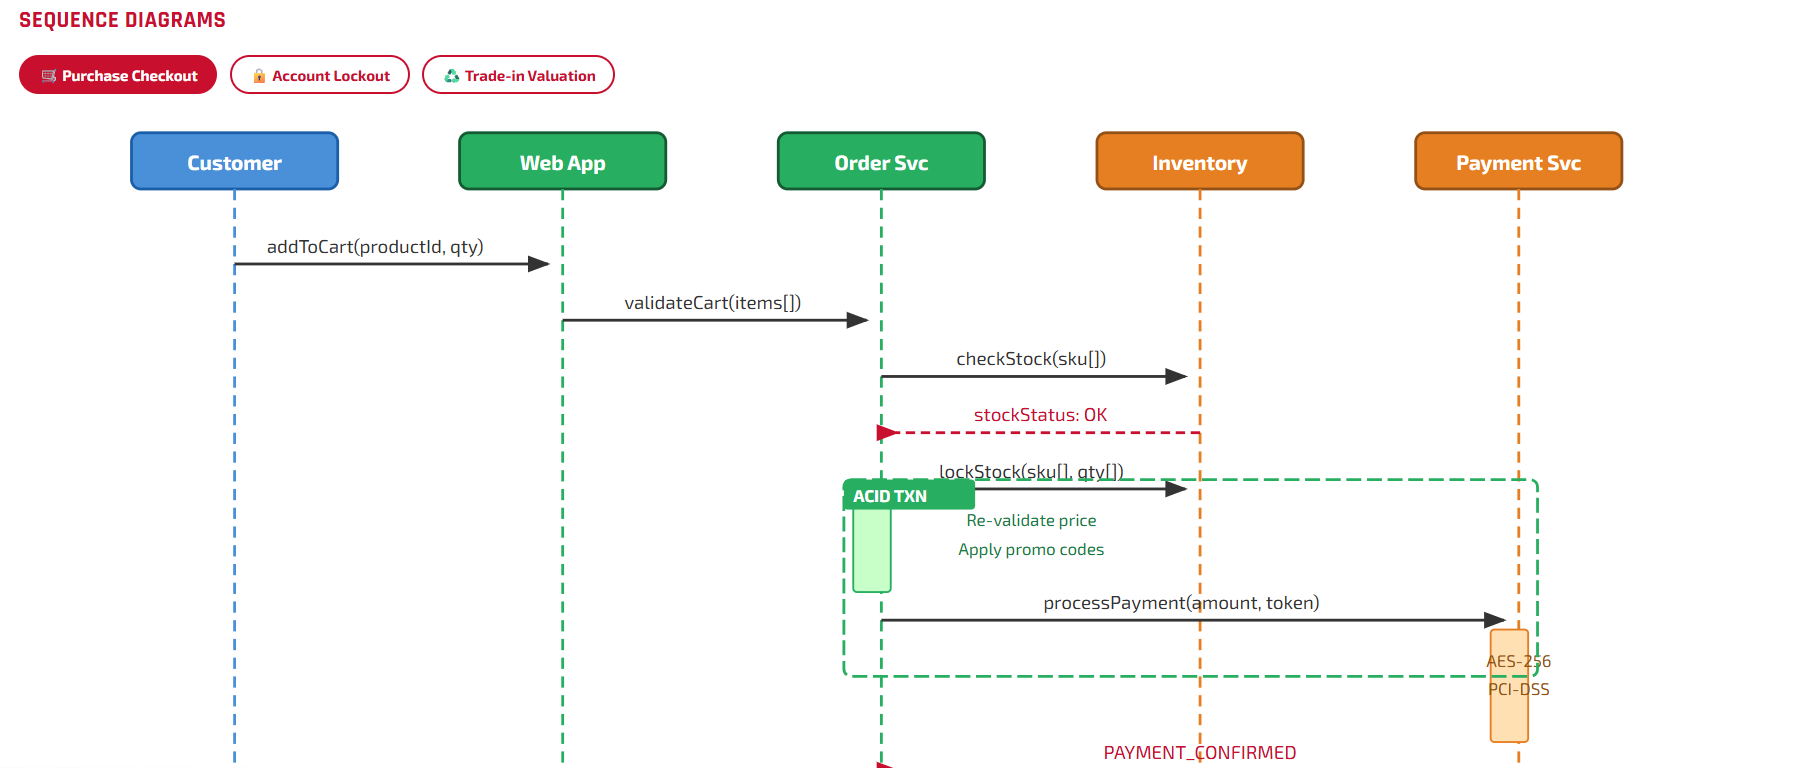 SEQUENCE DIAGRAMS
Purchase Checkout
Account Lockout
Trade-in Valuation
Customer
Web App
Order Svc
Inventory
Payment Svc
addToCart(productId, qty)
validateCart(items[])
checkStock(sku[])
stockStatus: OK
lockStock(sku[], qty[])
ACID TXN
Re-validate price
Apply promo codes
processPayment(amount, token)
AES-256
PCI-DSS
PAYMENT_CONFIRMED